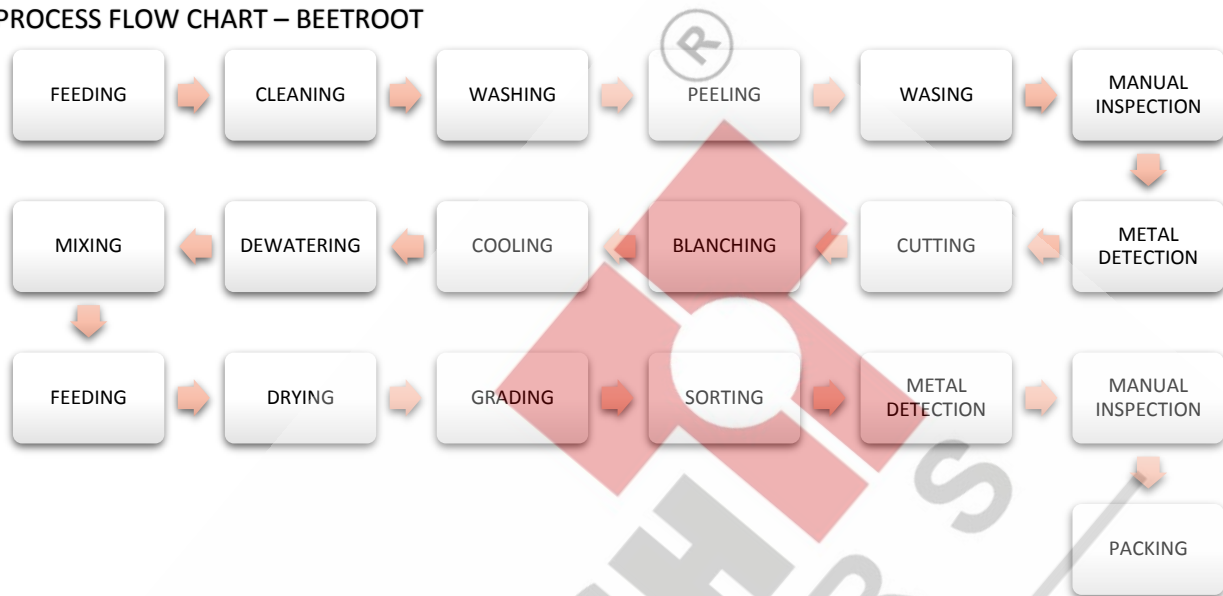 PROCESS FLOW CHART – BEETROOT
FEEDING
CLEANING
WASHING
PEELING
WASING
MANUAL
INSPECTION
METAL
DETECTION
CUTTING
BLANCHING
COOLING
DEWATERING
MIXING
FEEDING
DRYING
GRADING
SORTING
METAL
DETECTION
MANUAL
INSPECTION
PACKING
®